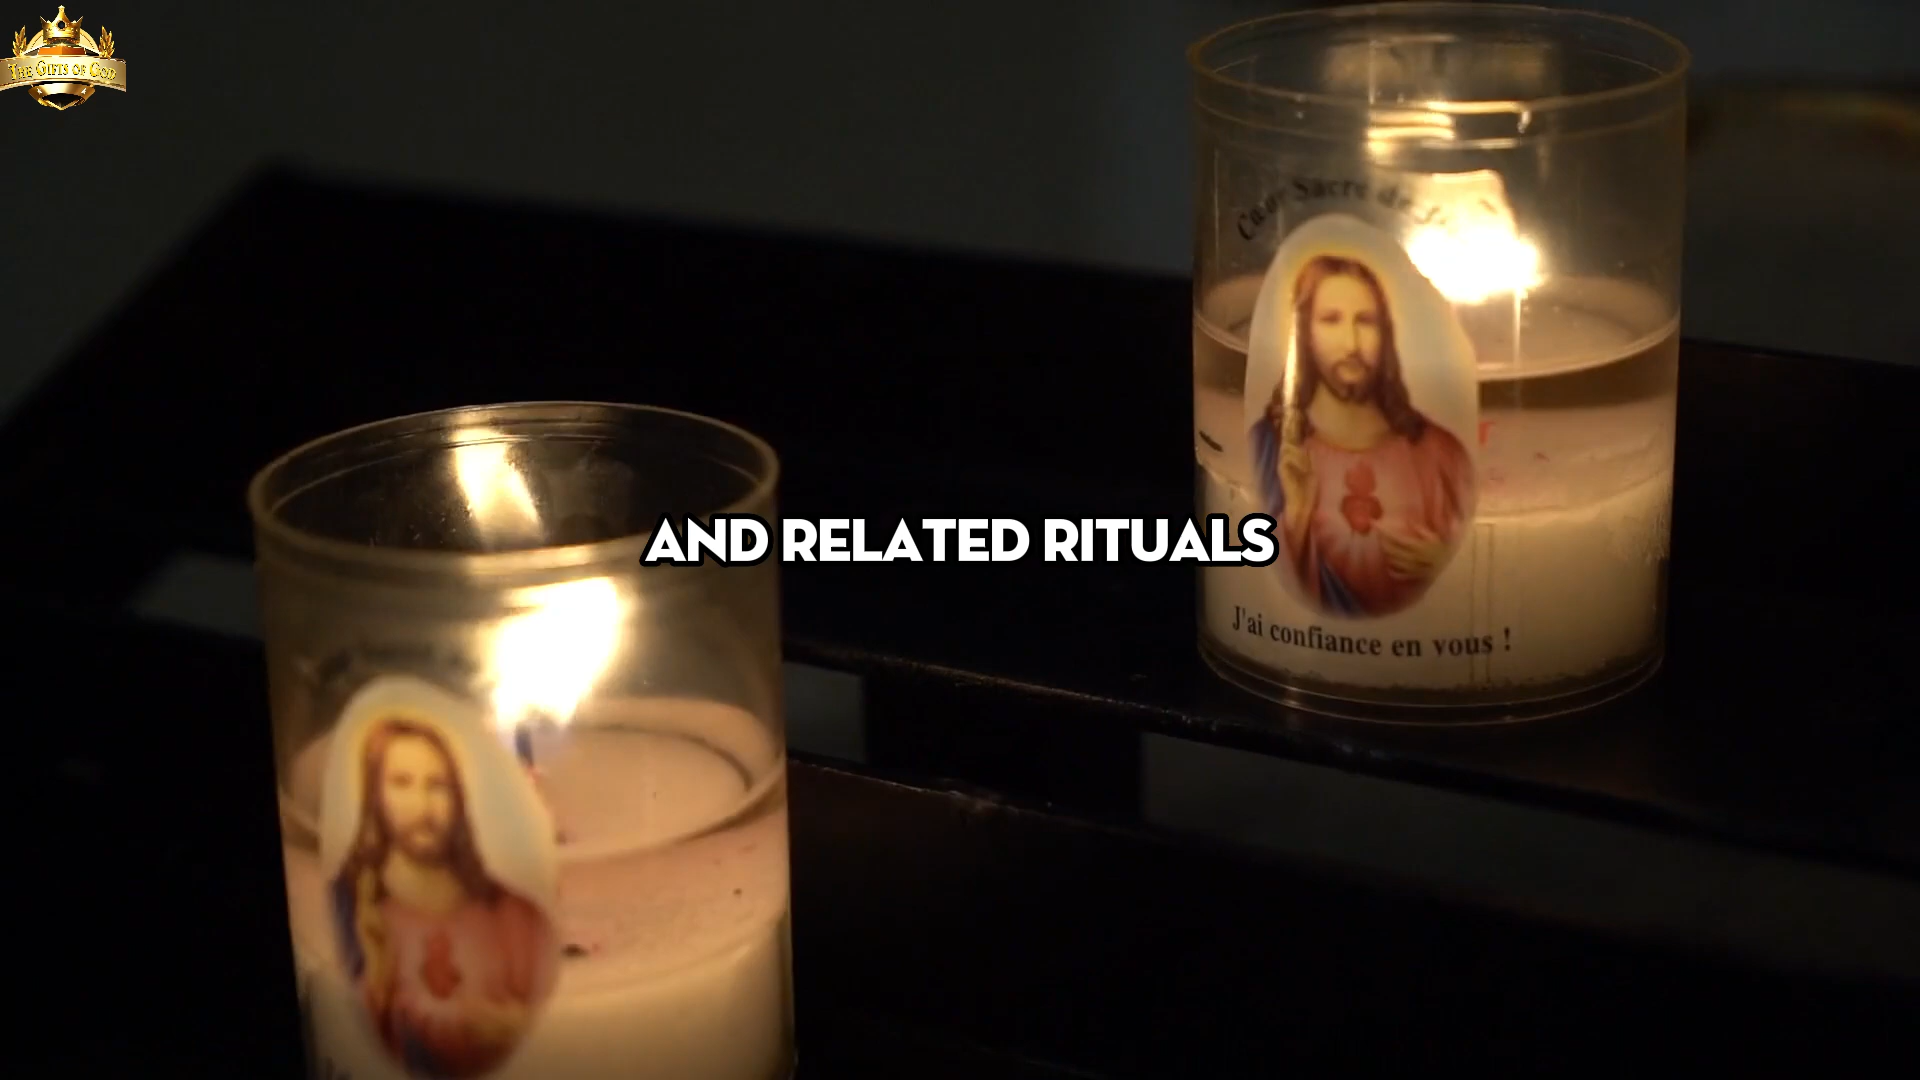 THE GIFTS OF GOD
Cœur Sacré de
AND RELATED RITUALS
J'ai confiance en vous !